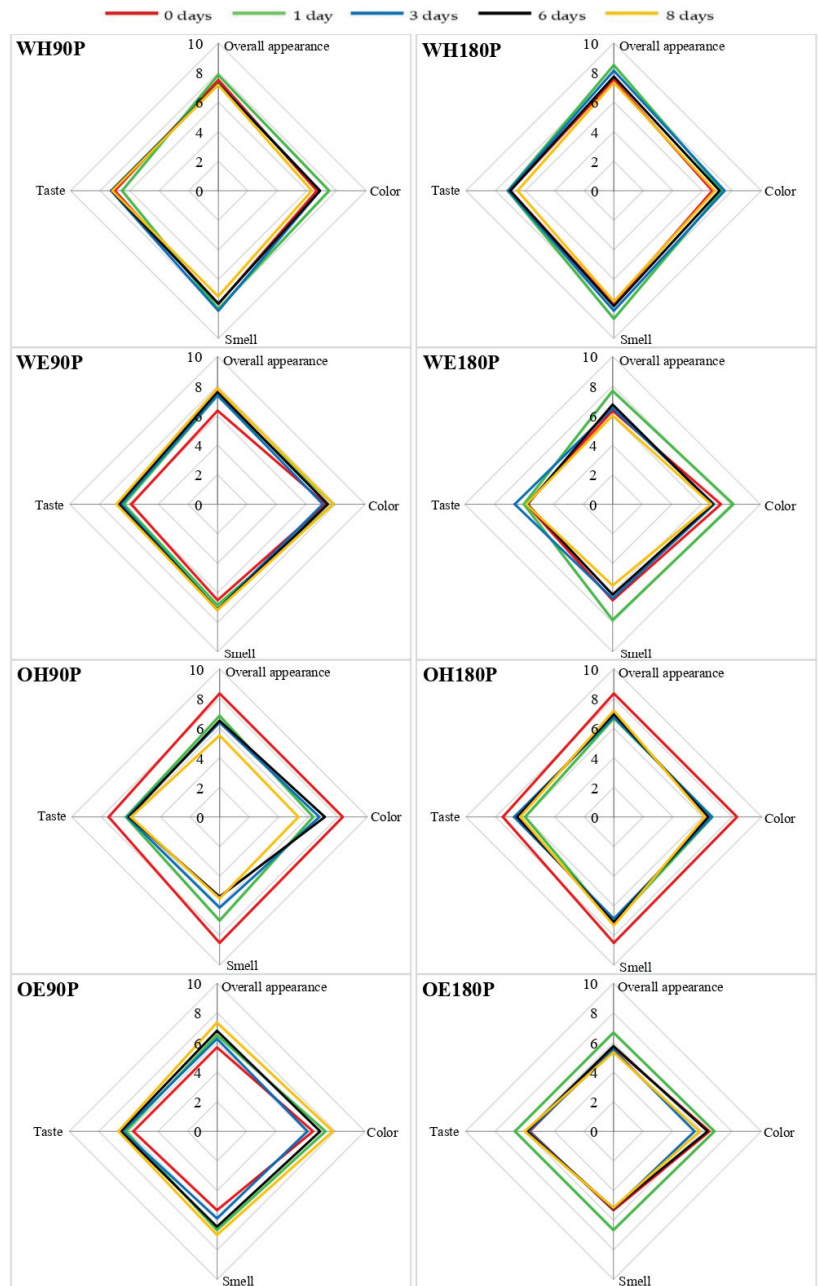 0 days 1 day 3 days 6 days 8 days
WH90P
10 Overall appearance
8
6
4
2
Taste 0 Color
Smell
WH180P
10 Overall appearance
8
6
4
2
Taste 0 Color
Smell
WE90P
10 Overall appearance
8
6
4
2
Taste 0 Color
Smell
WE180P
10 Overall appearance
8
6
4
2
Taste 0 Color
Smell
OH90P
10 Overall appearance
8
6
4
2
Taste 0 Color
Smell
OH180P
10 Overall appearance
8
6
4
2
Taste 0 Color
Smell
OE90P
10 Overall appearance
8
6
4
2
Taste 0 Color
Smell
OE180P
10 Overall appearance
8
6
4
2
Taste 0 Color
Smell